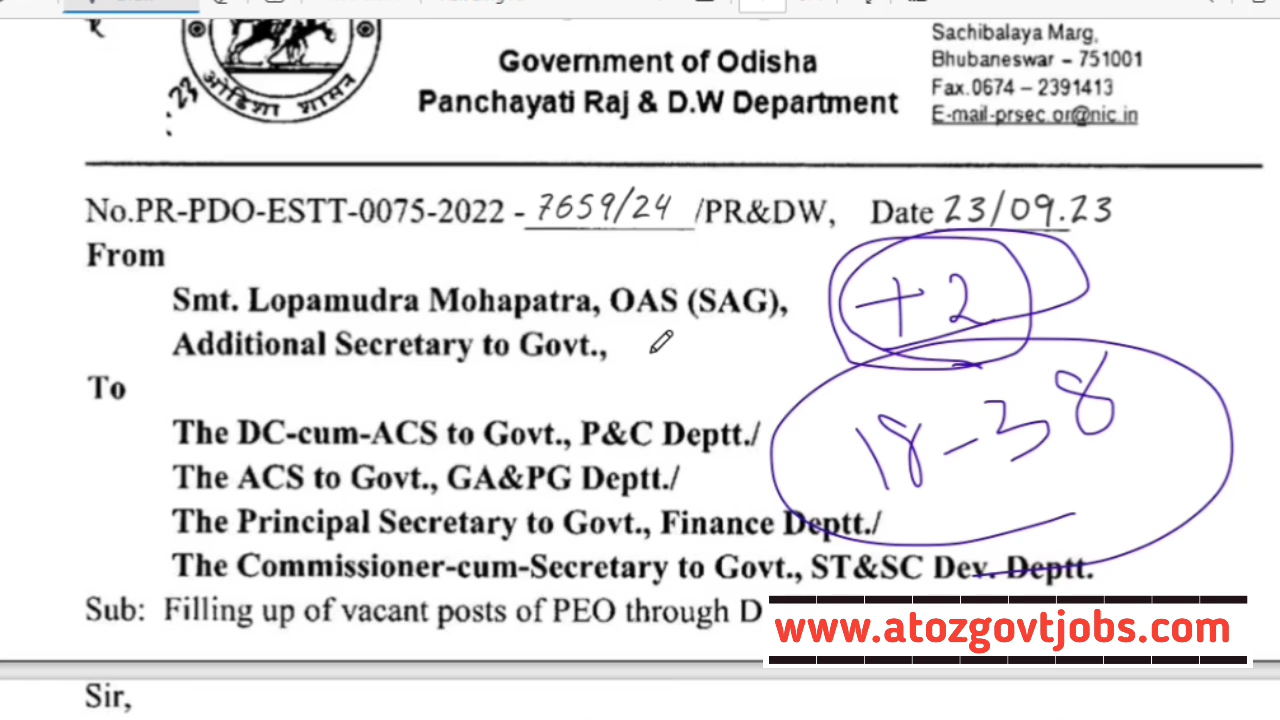 Government of Odisha
Panchayati Raj & D.W Department
Sachibalaya Marg,
Bhubaneswar – 751001
Fax.0674 – 2391413
E-mail-prsec.or@nic.in
ओडिशा शासन
No.PR-PDO-ESTT-0075-2022 - 7659/24 /PR&DW, Date 23/09.23
From
Smt. Lopamudra Mohapatra, OAS (SAG),
Additional Secretary to Govt.,
+2
18-38
To
The DC-cum-ACS to Govt., P&C Deptt./
The ACS to Govt., GA&PG Deptt./
The Principal Secretary to Govt., Finance Deptt./
The Commissioner-cum-Secretary to Govt., ST&SC Dev. Deptt.
Sub: Filling up of vacant posts of PEO through D
www.atozgovtjobs.com
Sir,